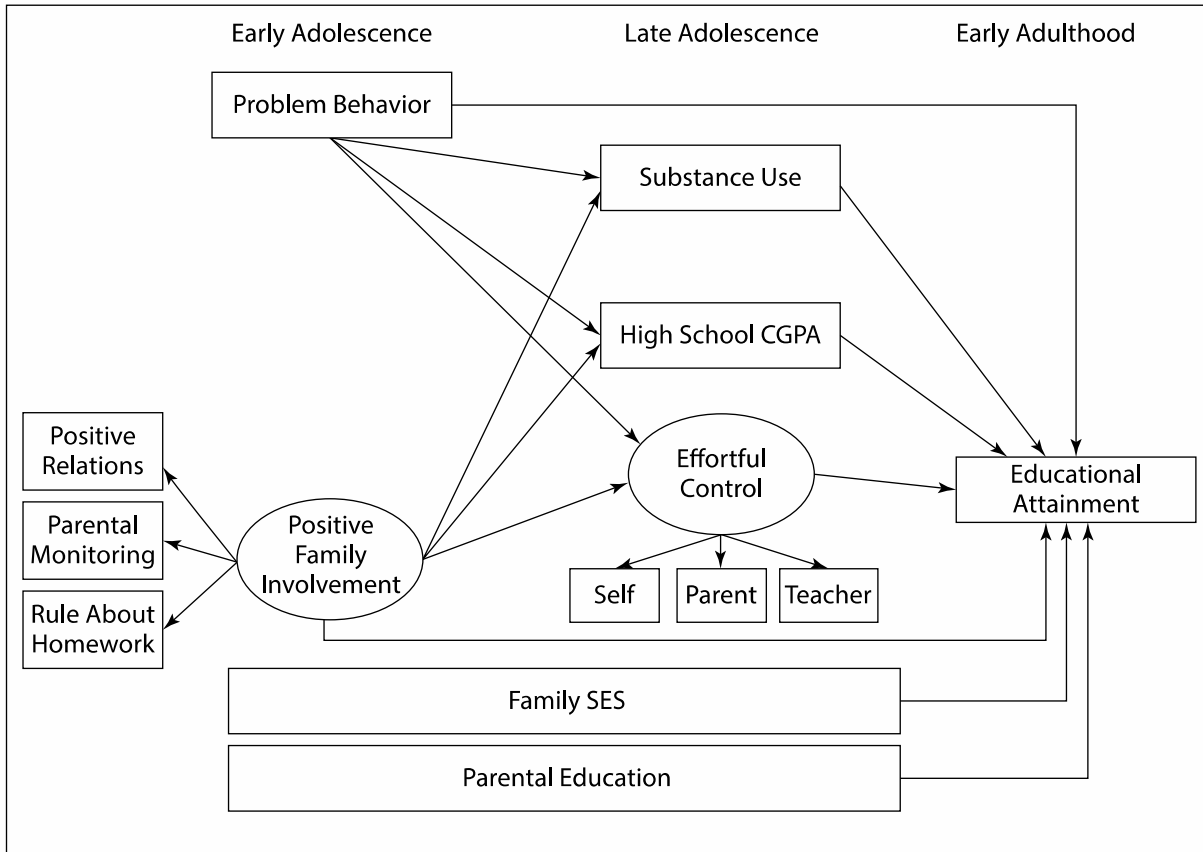 Early Adolescence
Late Adolescence
Early Adulthood
Problem Behavior
Substance Use
High School CGPA
Positive
Relations
Parental
Monitoring
Rule About
Homework
Positive
Family
Involvement
Effortful
Control
Educational
Attainment
Self
Parent
Teacher
Family SES
Parental Education